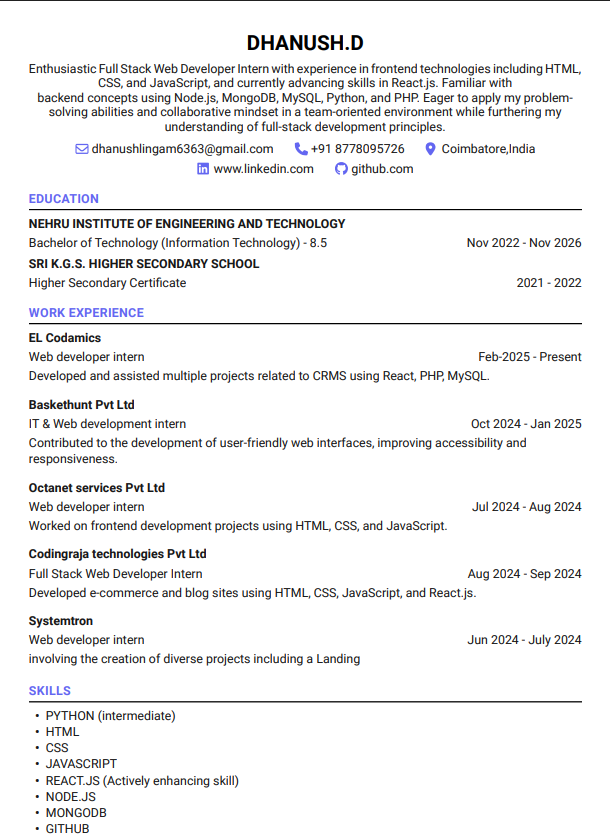 DHANUSH.D
Enthusiastic Full Stack Web Developer Intern with experience in frontend technologies including HTML,
CSS, and JavaScript, and currently advancing skills in React.js. Familiar with
backend concepts using Node.js, MongoDB, MySQL, Python, and PHP. Eager to apply my problem-
solving abilities and collaborative mindset in a team-oriented environment while furthering my
understanding of full-stack development principles.
dhanushlingam6363@gmail.com +91 8778095726 Coimbatore,India
www.linkedin.com github.com
EDUCATION
NEHRU INSTITUTE OF ENGINEERING AND TECHNOLOGY
Bachelor of Technology (Information Technology) - 8.5 Nov 2022 - Nov 2026
SRI K.G.S. HIGHER SECONDARY SCHOOL
Higher Secondary Certificate 2021 - 2022
WORK EXPERIENCE
EL Codamics
Web developer intern Feb-2025 - Present
Developed and assisted multiple projects related to CRMS using React, PHP, MySQL.
Baskethunt Pvt Ltd
IT & Web development intern Oct 2024 - Jan 2025
Contributed to the development of user-friendly web interfaces, improving accessibility and
responsiveness.
Octanet services Pvt Ltd
Web developer intern Jul 2024 - Aug 2024
Worked on frontend development projects using HTML, CSS, and JavaScript.
Codingraja technologies Pvt Ltd
Full Stack Web Developer Intern Aug 2024 - Sep 2024
Developed e-commerce and blog sites using HTML, CSS, JavaScript, and React.js.
Systemtron
Web developer intern Jun 2024 - July 2024
involving the creation of diverse projects including a Landing
SKILLS
• PYTHON (intermediate)
• HTML
• CSS
• JAVASCRIPT
• REACT.JS (Actively enhancing skill)
• NODE.JS
• MONGODB
• GITHUB